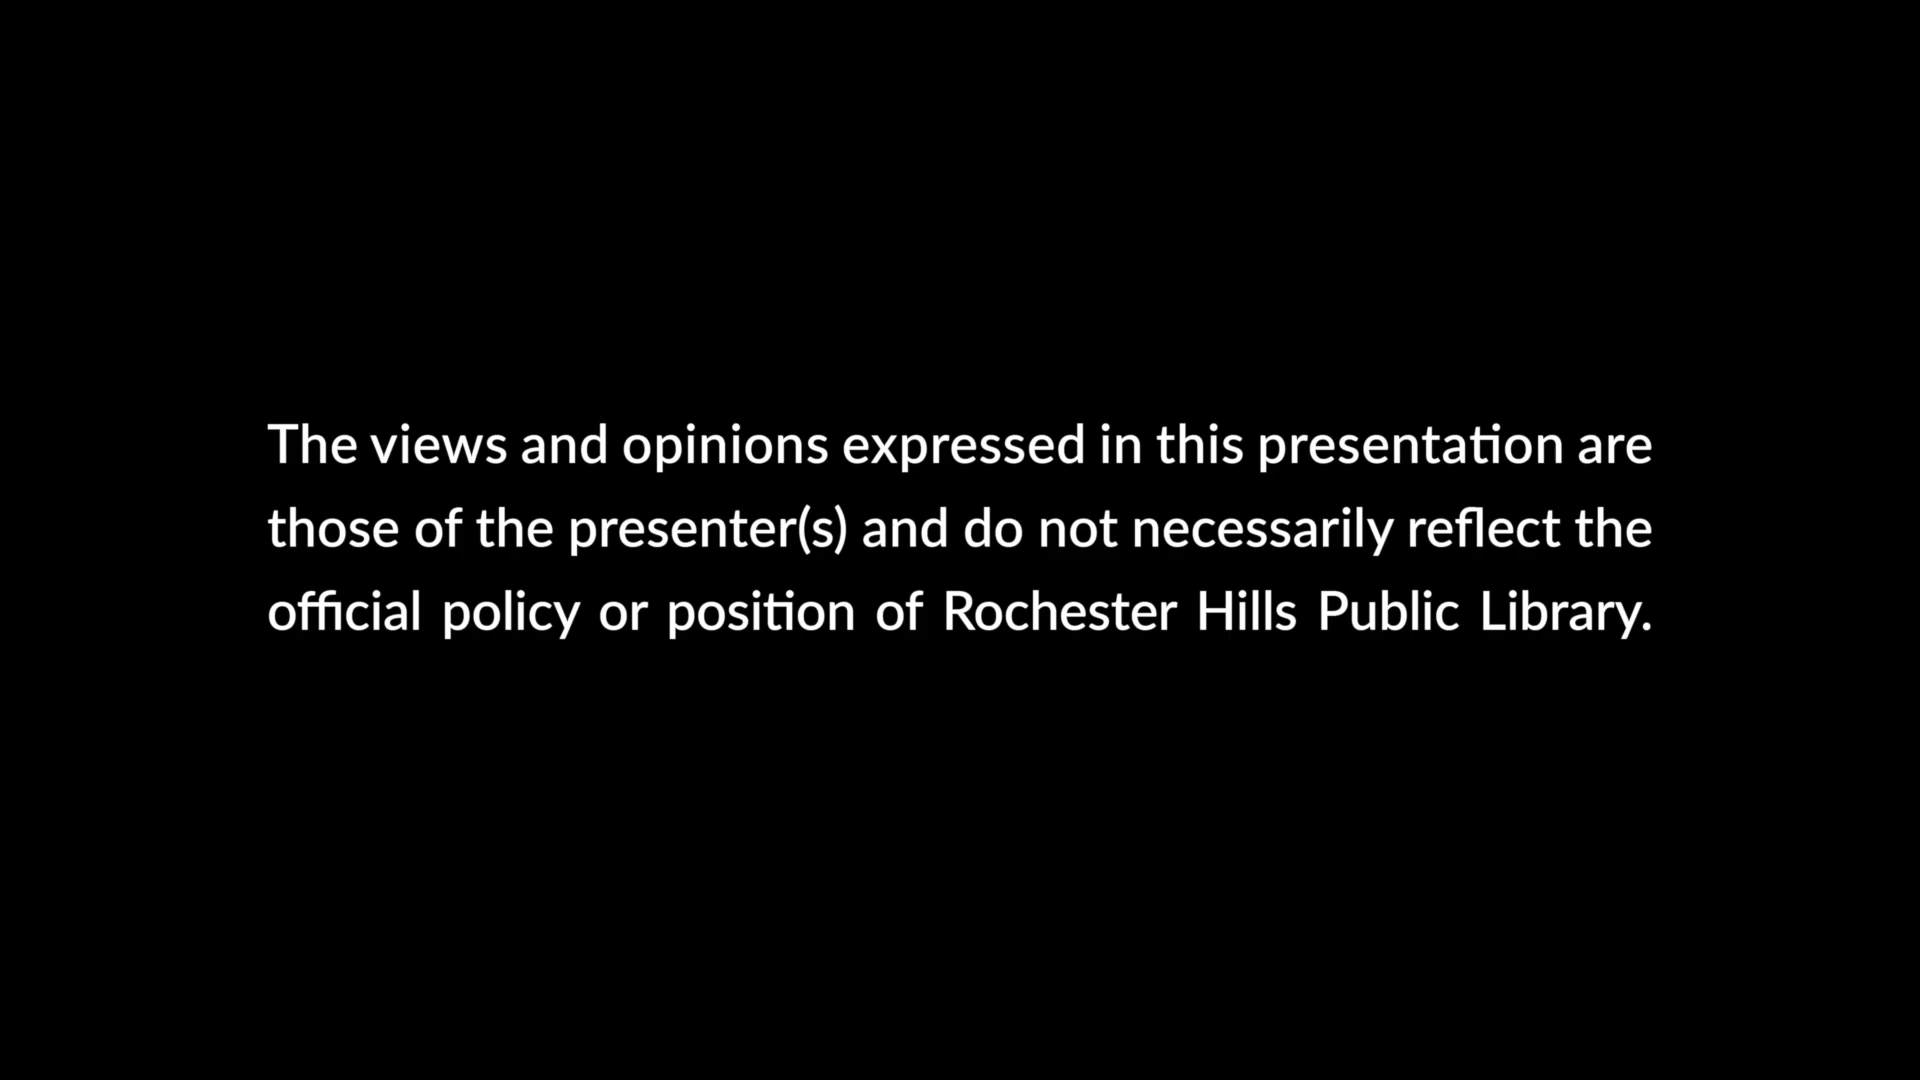 The views and opinions expressed in this presentation are
those of the presenter(s) and do not necessarily reflect the
official policy or position of Rochester Hills Public Library.